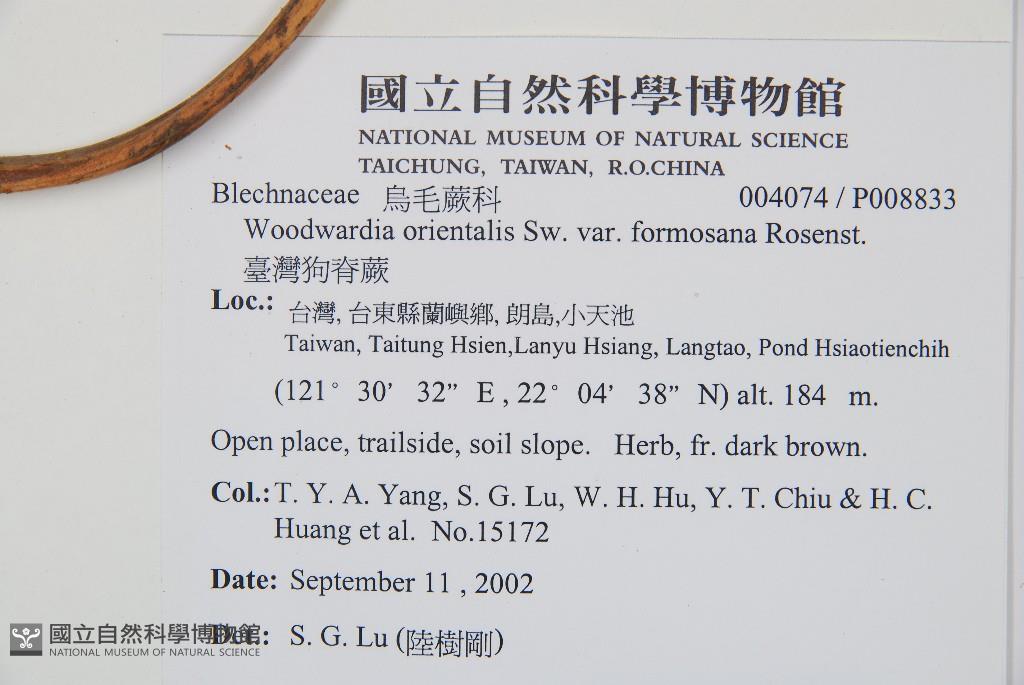 國立自然科學博物館
NATIONAL MUSEUM OF NATURAL SCIENCE
TAICHUNG, TAIWAN, R.O.CHINA
Blechnaceae 烏毛蕨科 004074 / P008833
Woodwardia orientalis Sw. var. formosana Rosenst.
臺灣狗脊蕨
Loc.: 台灣, 台東縣蘭嶼鄉, 朗島,小天池
Taiwan, Taitung Hsien,Lanyu Hsiang, Langtao, Pond Hsiaotienchih
(121° 30' 32” E , 22° 04' 38” N) alt. 184 m.
Open place, trailside, soil slope. Herb, fr. dark brown.
Col.: T. Y. A. Yang, S. G. Lu, W. H. Hu, Y. T. Chiu & H. C.
Huang et al. No.15172
Date: September 11 , 2002
Det.: S. G. Lu (陸樹剛)
國立自然科學博物館
NATIONAL MUSEUM OF NATURAL SCIENCE